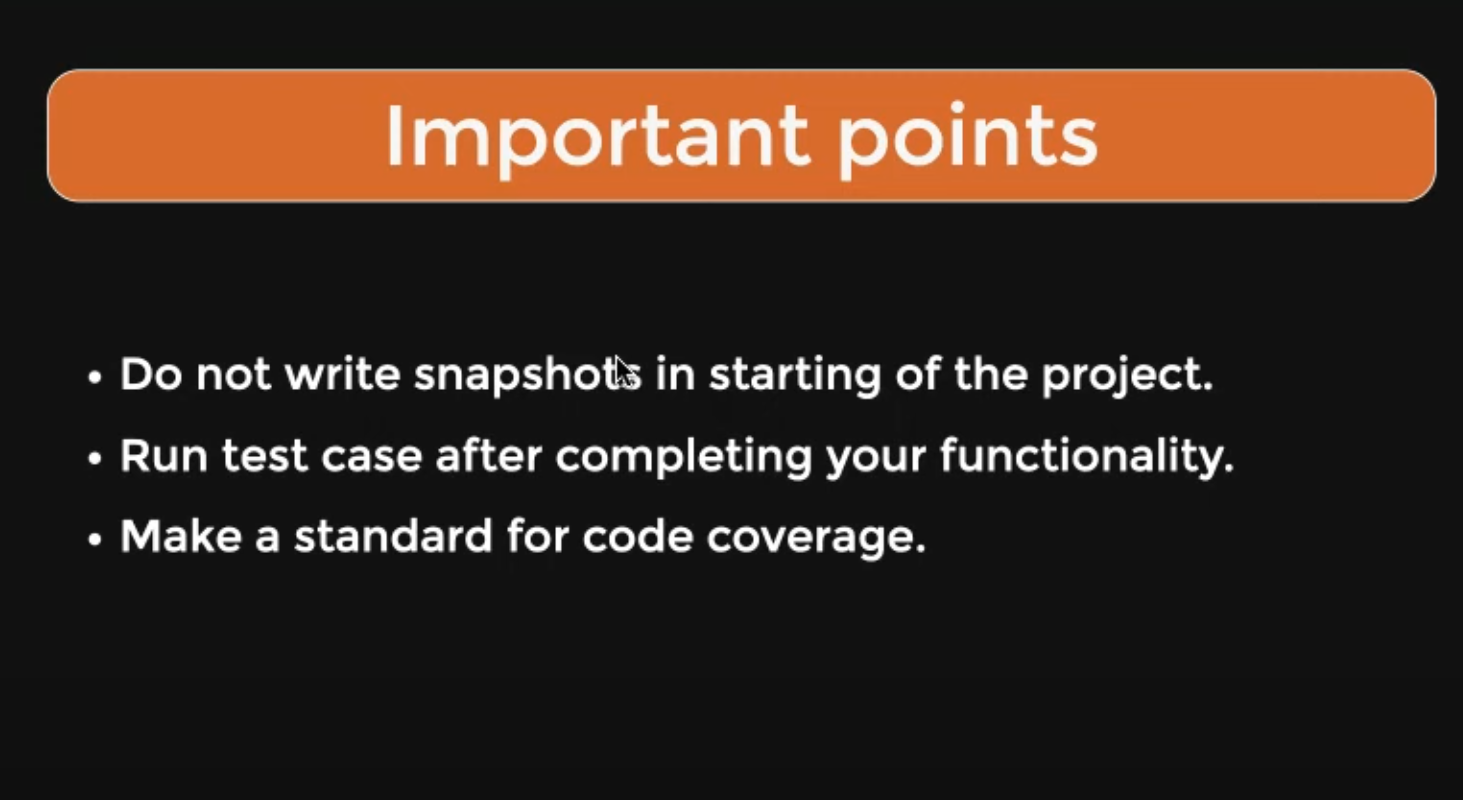 Important points
• Do not write snapshots in starting of the project.
• Run test case after completing your functionality.
• Make a standard for code coverage.